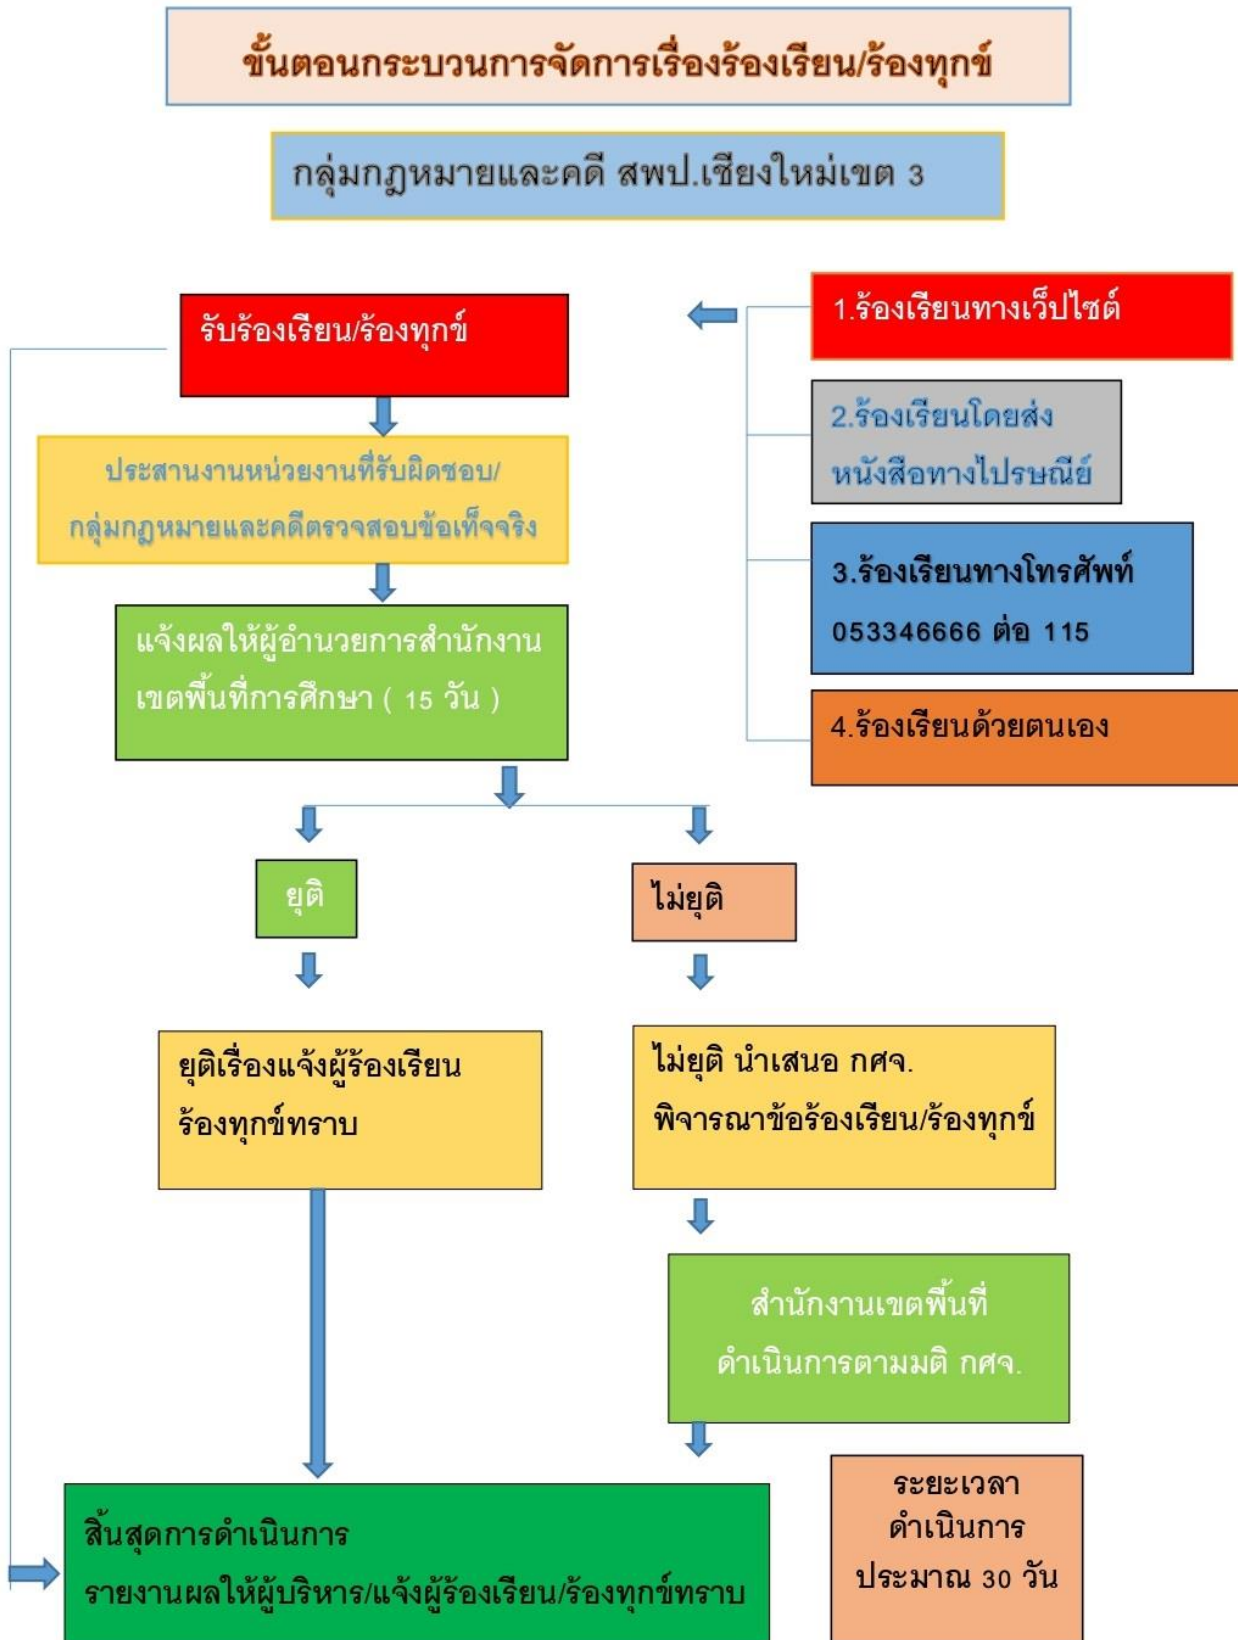 ขั้นตอนกระบวนการจัดการเรื่องร้องเรียน/ร้องทุกข์
กลุ่มกฎหมายและคดี สพป.เชียงใหม่เขต 3
รับร้องเรียน/ร้องทุกข์
1.ร้องเรียนทางเว็ปไซต์
2.ร้องเรียนโดยส่ง
หนังสือทางไปรษณีย์
3.ร้องเรียนทางโทรศัพท์
053346666 ต่อ 115
4.ร้องเรียนด้วยตนเอง
ประสานงานหน่วยงานที่รับผิดชอบ/
กลุ่มกฎหมายและคดีตรวจสอบข้อเท็จจริง
แจ้งผลให้ผู้อำนวยการสำนักงาน
เขตพื้นที่การศึกษา ( 15 วัน )
ยุติ
ไม่ยุติ
ยุติเรื่องแจ้งผู้ร้องเรียน
ร้องทุกข์ทราบ
ไม่ยุติ นำเสนอ กศจ.
พิจารณาข้อร้องเรียน/ร้องทุกข์
สำนักงานเขตพื้นที่
ดำเนินการตามมติ กศจ.
สิ้นสุดการดำเนินการ
รายงานผลให้ผู้บริหาร/แจ้งผู้ร้องเรียน/ร้องทุกข์ทราบ
ระยะเวลา
ดำเนินการ
ประมาณ 30 วัน